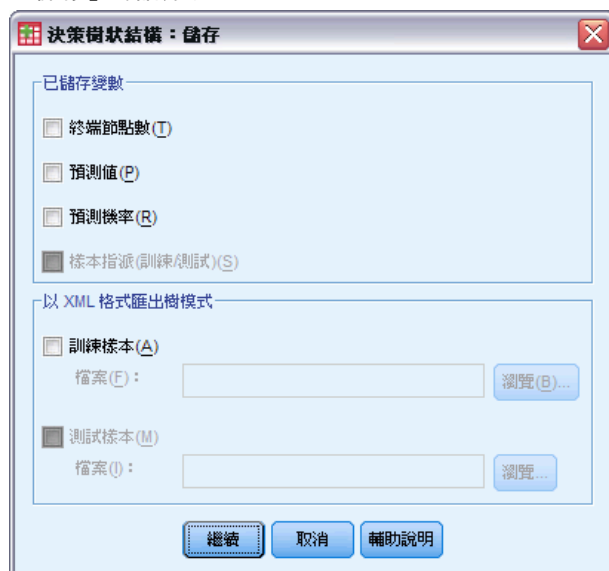 決策樹狀結構：儲存
已儲存變數
終端節點數(T)
預測值(P)
預測機率(R)
樣本指派(訓練/測試)(S)
以 XML 格式匯出樹模式
訓練樣本(A)
檔案(F)：
瀏覽(B)...
測試樣本(M)
檔案(I)：
瀏覽...
繼續 取消 輔助說明